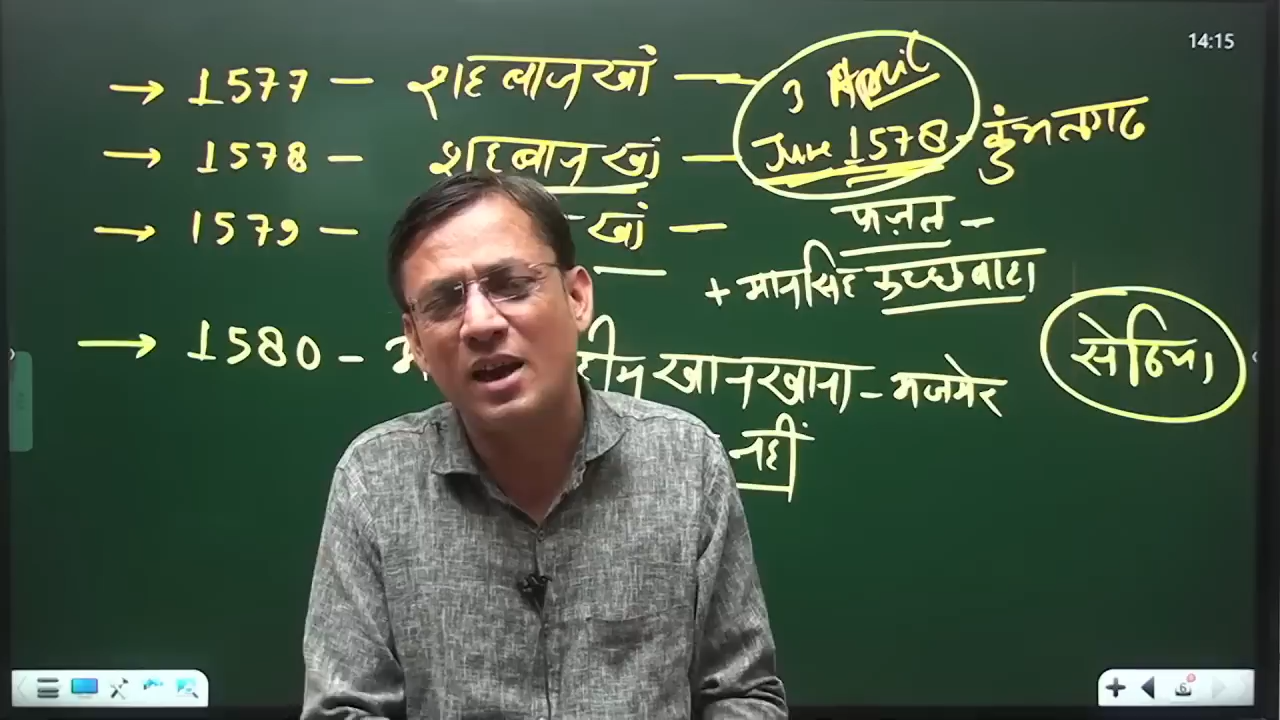 14:15
→ 1577 – शहबाज खां — 3 April
→ 1578 – शहबाज खां — June 1578 - कुंभलगढ
→ 1579 – खां — फज़ल –
+ मानसिंह कच्छवाहा
→ 1580 – खानखाना – अजमेर
नहीं